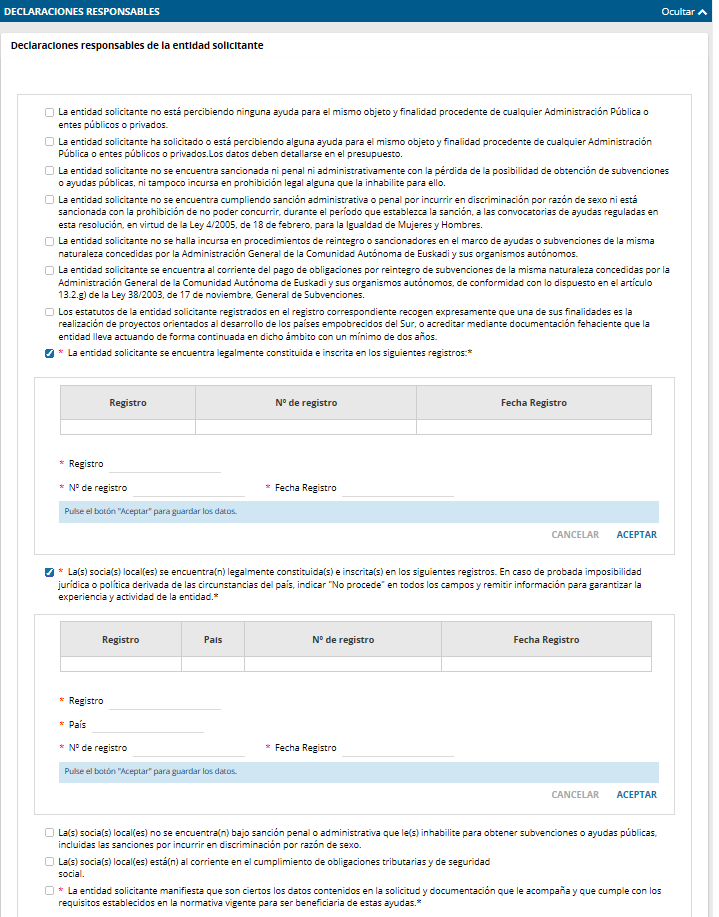 DECLARACIONES RESPONSABLES
Ocultar
Declaraciones responsables de la entidad solicitante
La entidad solicitante no está percibiendo ninguna ayuda para el mismo objeto y finalidad procedente de cualquier Administración Pública o
entes públicos o privados.
La entidad solicitante ha solicitado o está percibiendo alguna ayuda para el mismo objeto y finalidad procedente de cualquier Administración
Pública o entes públicos o privados.Los datos deben detallarse en el presupuesto.
La entidad solicitante no se encuentra sancionada ni penal ni administrativamente con la pérdida de la posibilidad de obtención de subvenciones
o ayudas públicas, ni tampoco incursa en prohibición legal alguna que la inhabilite para ello.
La entidad solicitante no se encuentra cumpliendo sanción administrativa o penal por incurrir en discriminación por razón de sexo ni está
sancionada con la prohibición de no poder concurrir, durante el período que establezca la sanción, a las convocatorias de ayudas reguladas en
esta resolución, en virtud de la Ley 4/2005, de 18 de febrero, para la Igualdad de Mujeres y Hombres.
La entidad solicitante no se halla incursa en procedimientos de reintegro o sancionadores en el marco de ayudas o subvenciones de la misma
naturaleza concedidas por la Administración General de la Comunidad Autónoma de Euskadi y sus organismos autónomos.
La entidad solicitante se encuentra al corriente del pago de obligaciones por reintegro de subvenciones de la misma naturaleza concedidas por la
Administración General de la Comunidad Autónoma de Euskadi y sus organismos autónomos, de conformidad con lo dispuesto en el artículo
13.2.g) de la Ley 38/2003, de 17 de noviembre, General de Subvenciones.
Los estatutos de la entidad solicitante registrados en el registro correspondiente recogen expresamente que una de sus finalidades es la
realización de proyectos orientados al desarrollo de los países empobrecidos del Sur, o acreditar mediante documentación fehaciente que la
entidad lleva actuando de forma continuada en dicho ámbito con un mínimo de dos años.
* La entidad solicitante se encuentra legalmente constituida e inscrita en los siguientes registros:*
Registro Nº de registro Fecha Registro
* Registro
* Nº de registro * Fecha Registro
Pulse el botón "Aceptar" para guardar los datos.
CANCELAR ACEPTAR
* La(s) socia(s) local(es) se encuentra(n) legalmente constituida(s) e inscrita(s) en los siguientes registros. En caso de probada imposibilidad
jurídica o política derivada de las circunstancias del país, indicar "No procede" en todos los campos y remitir información para garantizar la
experiencia y actividad de la entidad.*
Registro País Nº de registro Fecha Registro
* Registro
* País
* Nº de registro * Fecha Registro
Pulse el botón "Aceptar" para guardar los datos.
CANCELAR ACEPTAR
La(s) socia(s) local(es) no se encuentra(n) bajo sanción penal o administrativa que le(s) inhabilite para obtener subvenciones o ayudas públicas,
incluidas las sanciones por incurrir en discriminación por razón de sexo.
La(s) socia(s) local(es) está(n) al corriente en el cumplimiento de obligaciones tributarias y de seguridad
social.
* La entidad solicitante manifiesta que son ciertos los datos contenidos en la solicitud y documentación que le acompaña y que cumple con los
requisitos establecidos en la normativa vigente para ser beneficiaria de estas ayudas.*